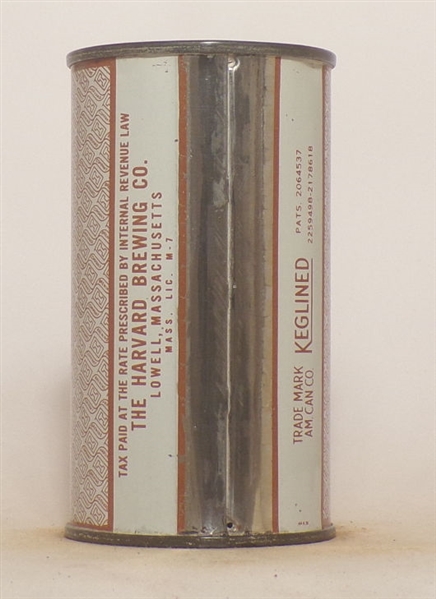 TAX PAID AT THE RATE PRESCRIBED BY INTERNAL REVENUE LAW
THE HARVARD BREWING CO.
LOWELL, MASSACHUSETTS
MASS. LIC. M-7
TRADE MARK
AM. CAN CO.
KEGLINED
PATS. 2064537
2259498-2178618